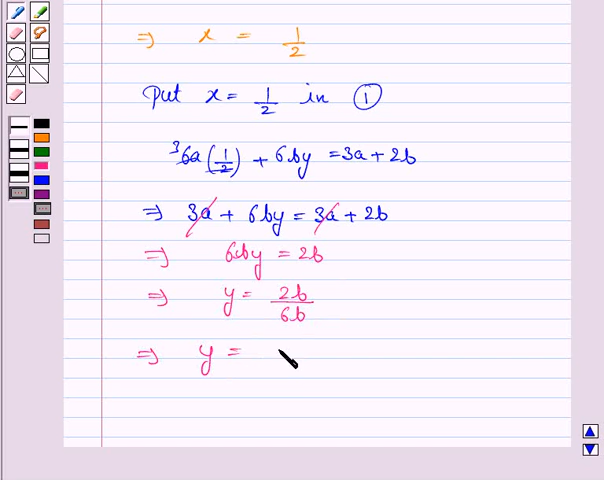 ⇒ x = 1/2
Put x = 1/2 in ①
³6a(1/2) + 6by = 3a + 2b
⇒ 3a + 6by = 3a + 2b
⇒ 6by = 2b
⇒ y = 2b/6b
⇒ y =